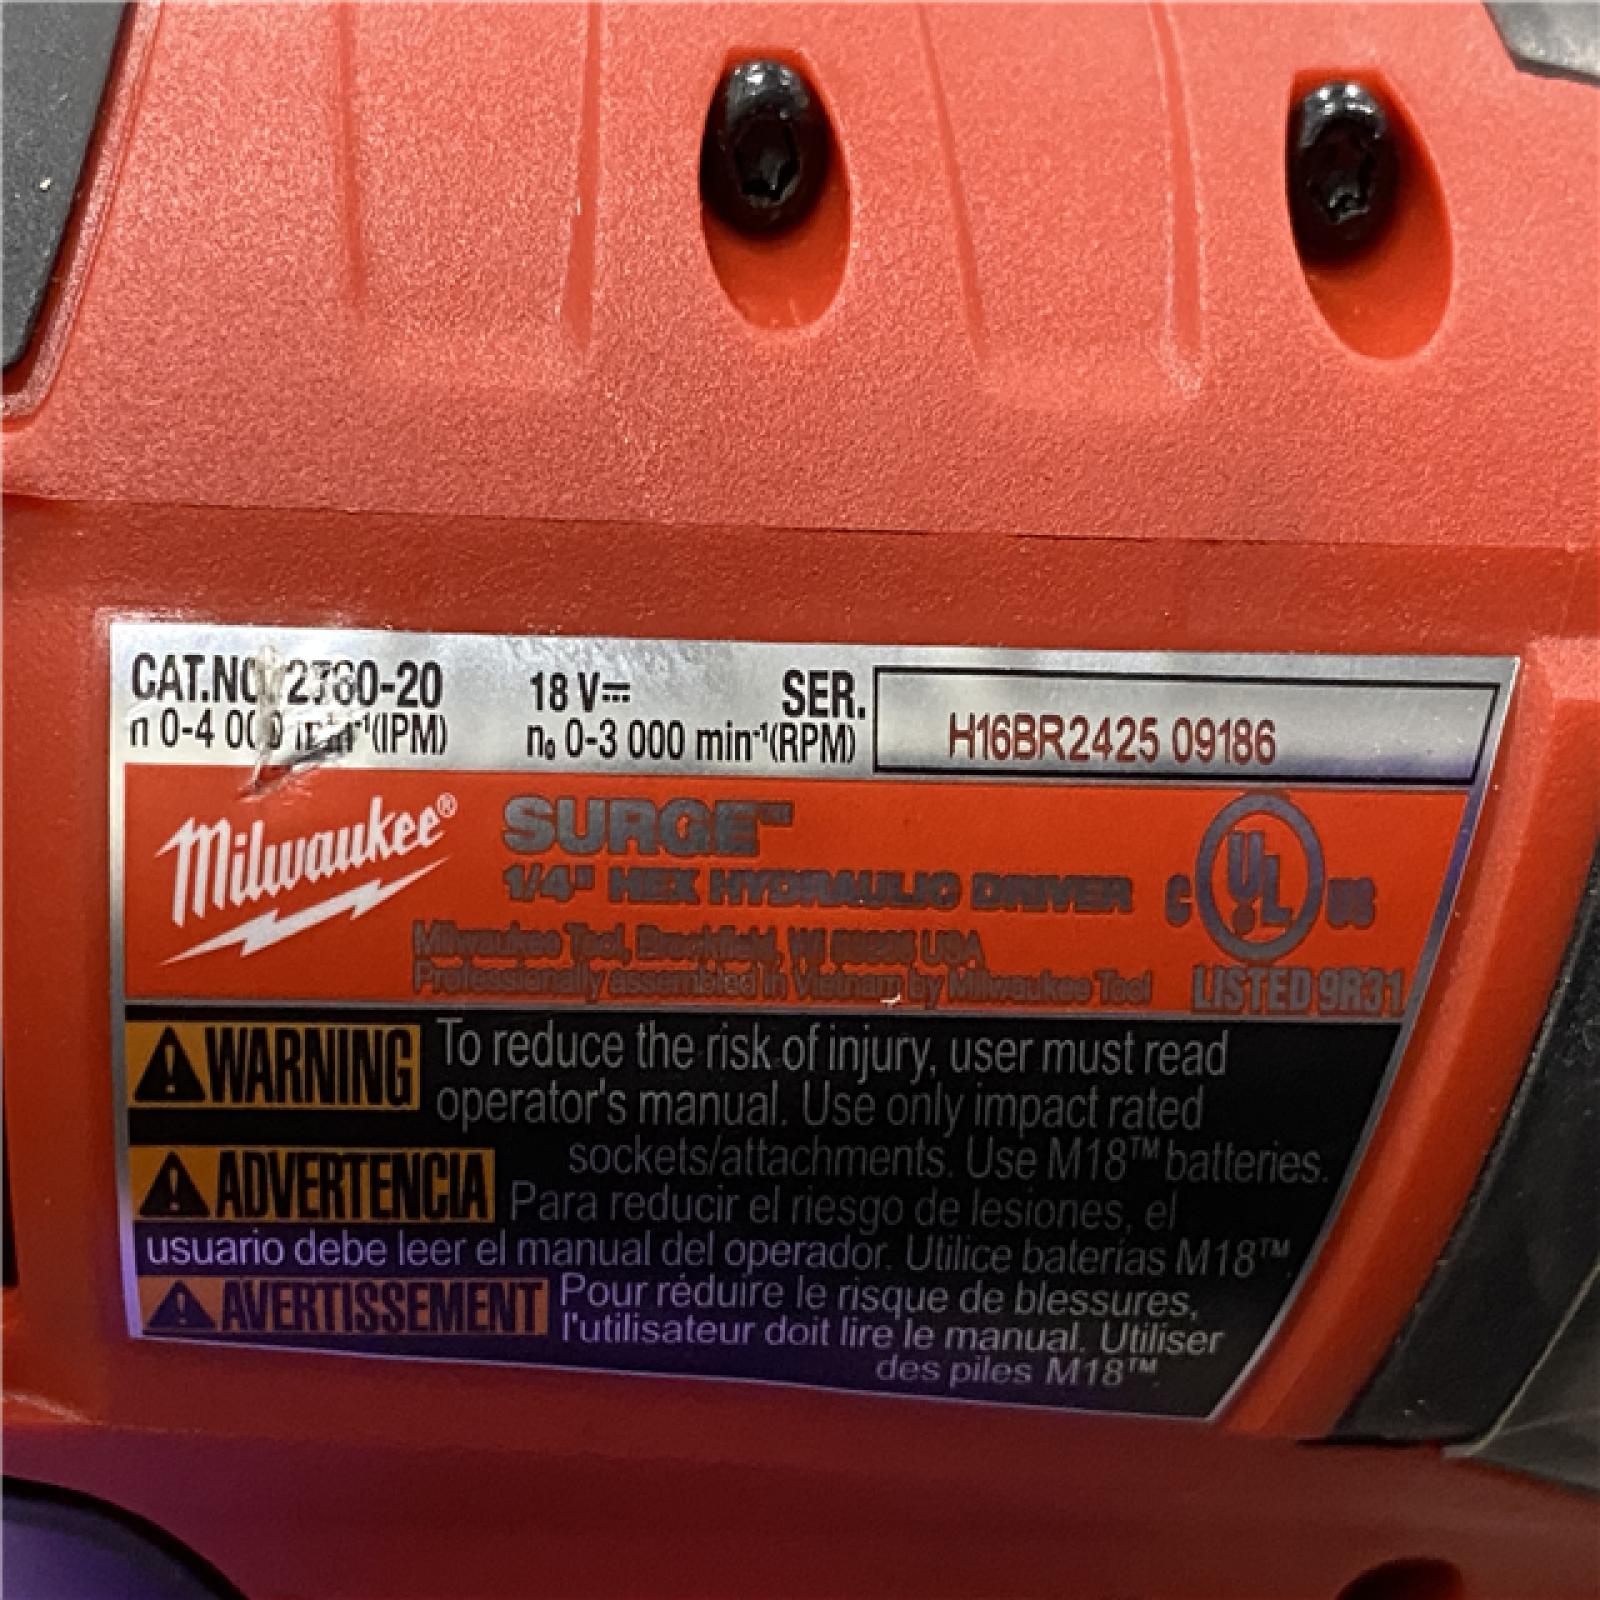 CAT.NO. 2760-20 18 V⎓ SER. H16BR2425 09186
n 0-4 000 min⁻¹(IPM) n₀ 0-3 000 min⁻¹(RPM)
Milwaukee®
SURGE™
1/4" HEX HYDRAULIC DRIVER
C UL US
Milwaukee Tool, Brookfield, WI USA
Professionally assembled in Vietnam by Milwaukee Tool
LISTED 9R31
WARNING To reduce the risk of injury, user must read
operator's manual. Use only impact rated
sockets/attachments. Use M18™ batteries.
ADVERTENCIA Para reducir el riesgo de lesiones, el
usuario debe leer el manual del operador. Utilice baterías M18™.
AVERTISSEMENT Pour réduire le risque de blessures,
l'utilisateur doit lire le manual. Utiliser
des piles M18™.